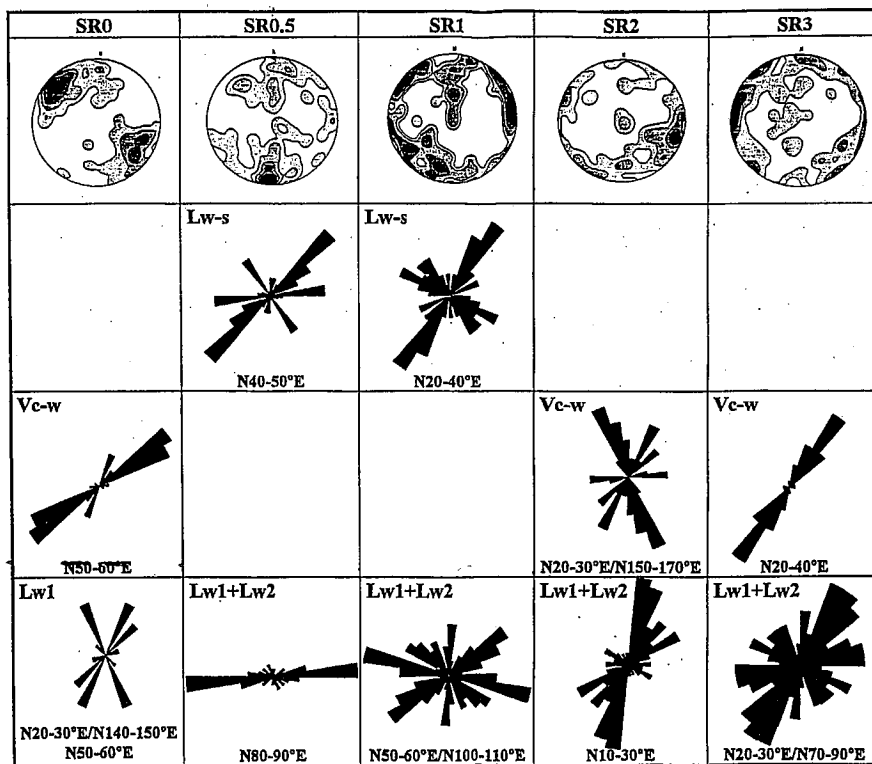 SR0 SR0.5 SR1 SR2 SR3
Lw-s Lw-s
N40-50°E N20-40°E
Vc-w Vc-w Vc-w
N50-60°E N20-30°E/N150-170°E N20-40°E
Lw1 Lw1+Lw2 Lw1+Lw2 Lw1+Lw2 Lw1+Lw2
N20-30°E/N140-150°E
N50-60°E N80-90°E N50-60°E/N100-110°E N10-30°E N20-30°E/N70-90°E